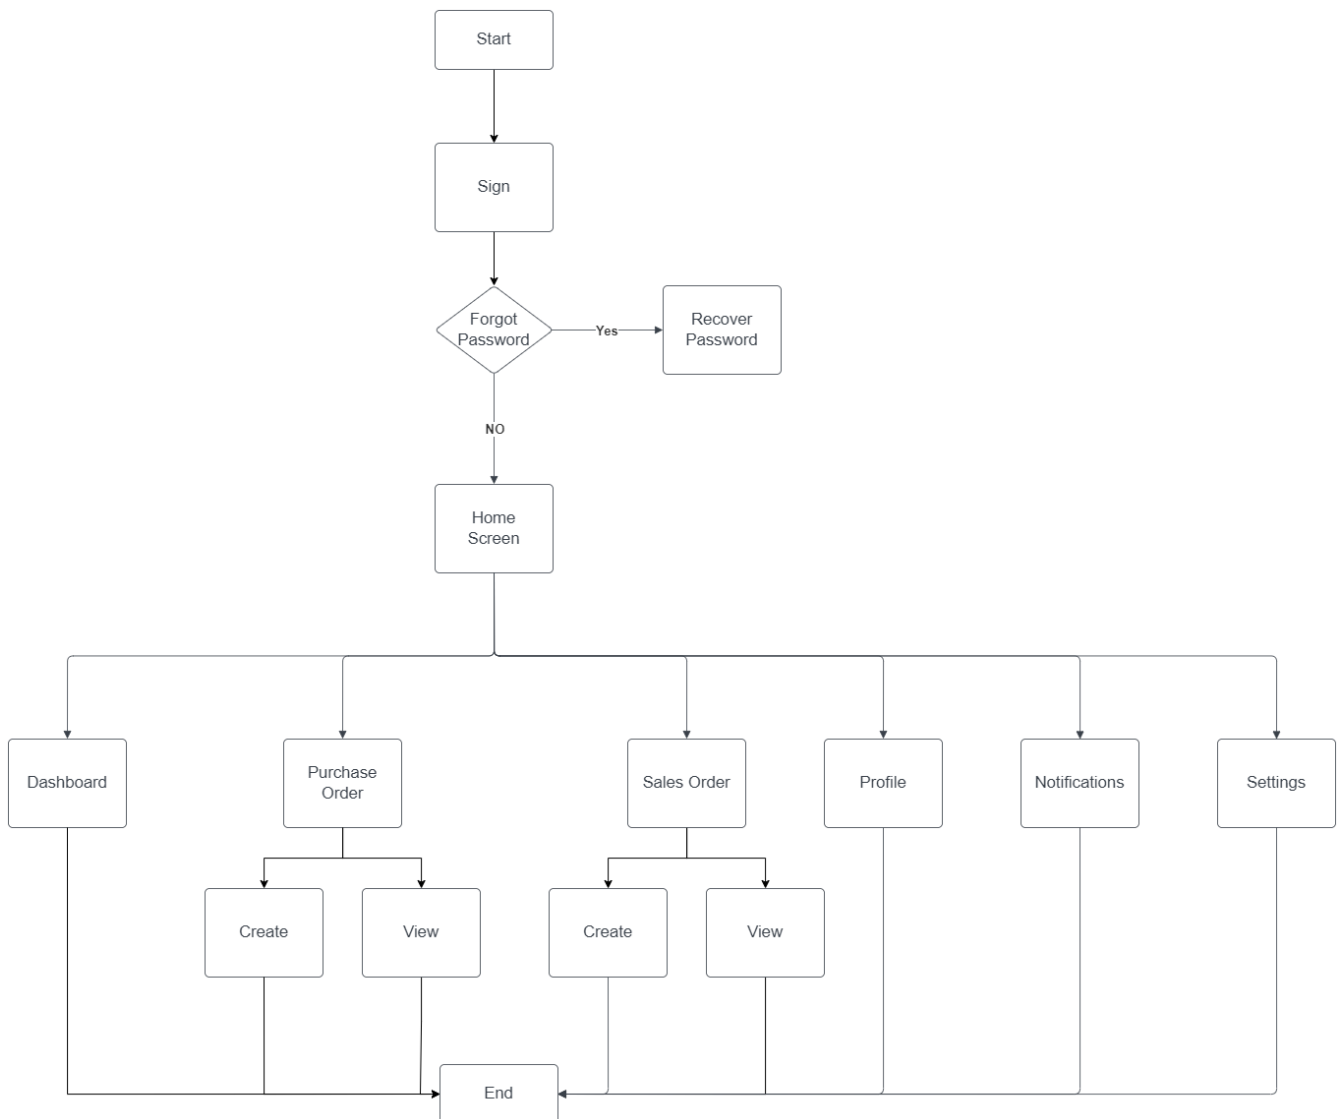 Start
Sign
Forgot
Password
Yes
Recover
Password
NO
Home
Screen
Dashboard
Purchase
Order
Sales Order
Profile
Notifications
Settings
Create
View
Create
View
End